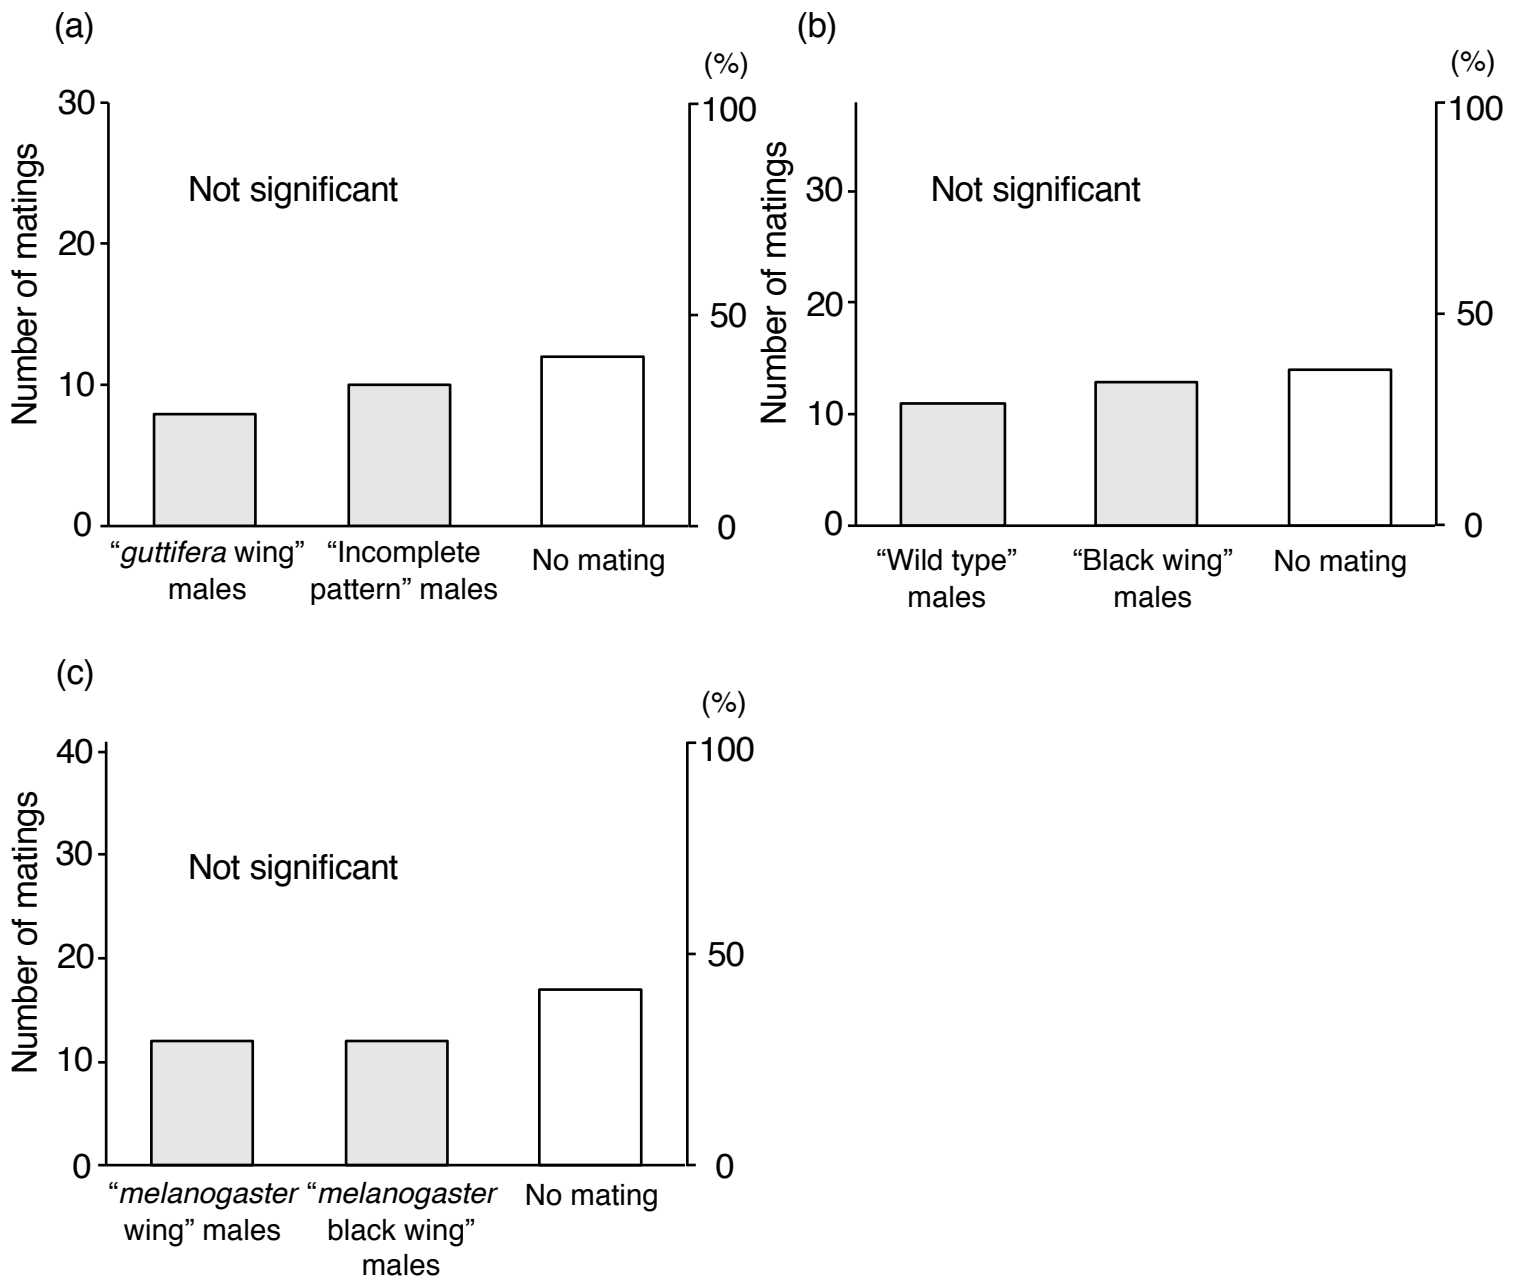 (a)
(%)
30
20
10
0
100
50
0
Number of matings
Not significant
“guttifera wing”
males
“Incomplete
pattern” males
No mating
(b)
(%)
30
20
10
0
100
50
0
Number of matings
Not significant
“Wild type”
males
“Black wing”
males
No mating
(c)
(%)
40
30
20
10
0
100
50
0
Number of matings
Not significant
“melanogaster
wing” males
“melanogaster
black wing”
males
No mating